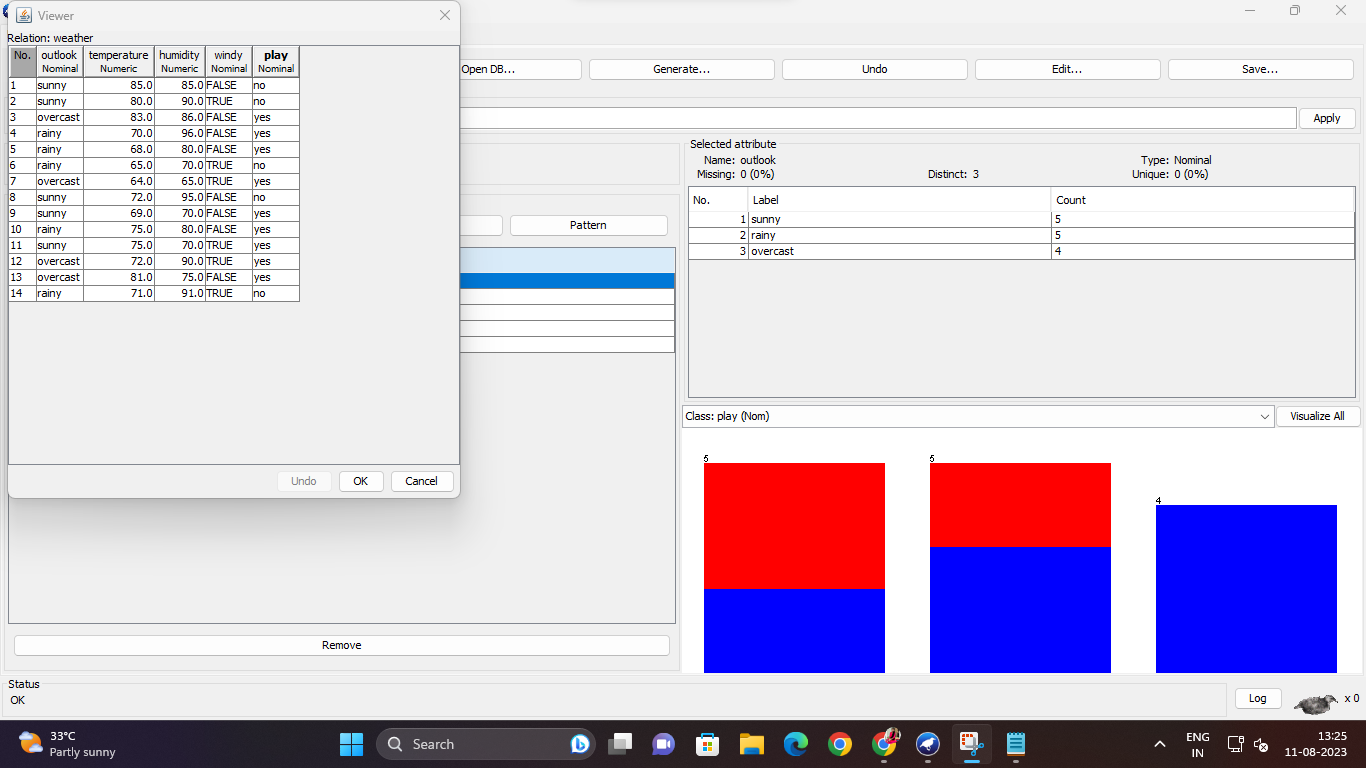 Viewer
Relation: weather
No. outlook temperature humidity windy play
Nominal Numeric Numeric Nominal Nominal
1 sunny 85.0 85.0 FALSE no
2 sunny 80.0 90.0 TRUE no
3 overcast 83.0 86.0 FALSE yes
4 rainy 70.0 96.0 FALSE yes
5 rainy 68.0 80.0 FALSE yes
6 rainy 65.0 70.0 TRUE no
7 overcast 64.0 65.0 TRUE yes
8 sunny 72.0 95.0 FALSE no
9 sunny 69.0 70.0 FALSE yes
10 rainy 75.0 80.0 FALSE yes
11 sunny 75.0 70.0 TRUE yes
12 overcast 72.0 90.0 TRUE yes
13 overcast 81.0 75.0 FALSE yes
14 rainy 71.0 91.0 TRUE no
Undo OK Cancel
Open DB... Generate... Undo Edit... Save...
Apply
Pattern
Remove
Selected attribute
Name: outlook Type: Nominal
Missing: 0 (0%) Distinct: 3 Unique: 0 (0%)
No. Label Count
1 sunny 5
2 rainy 5
3 overcast 4
Class: play (Nom) Visualize All
5 5 4
Status
OK
Log x 0
33°C
Partly sunny
Search
ENG
IN
13:25
11-08-2023